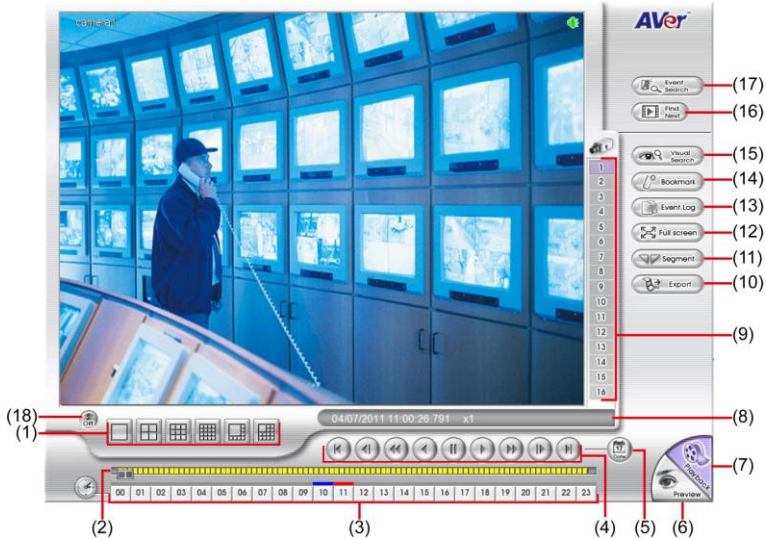 camera1
AVer
(17)
Event Search
(16)
Find Next
(15)
Visual Search
(14)
Bookmark
(13)
Event Log
(12)
Full screen
(11)
Segment
(10)
Export
1
2
3
4
5
6
7
8
9
10
11
12
13
14
15
16
(9)
(18)
Off
(1)
04/07/2011 11:00:26.791 x1
(8)
17
Date
(7)
Playback
Preview
00 01 02 03 04 05 06 07 08 09 10 11 12 13 14 15 16 17 18 19 20 21 22 23
(2)
(3)
(4)
(5)
(6)